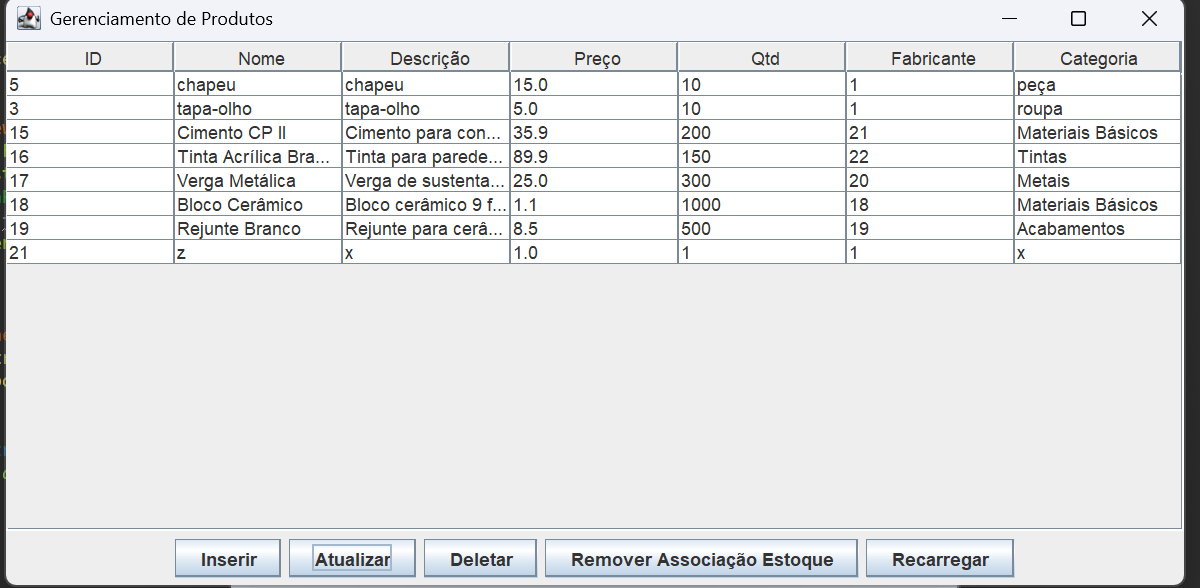 Gerenciamento de Produtos
ID Nome Descrição Preço Qtd Fabricante Categoria
5 chapeu chapeu 15.0 10 1 peça
3 tapa-olho tapa-olho 5.0 10 1 roupa
15 Cimento CP II Cimento para con... 35.9 200 21 Materiais Básicos
16 Tinta Acrílica Bra... Tinta para parede... 89.9 150 22 Tintas
17 Verga Metálica Verga de sustenta... 25.0 300 20 Metais
18 Bloco Cerâmico Bloco cerâmico 9 f... 1.1 1000 18 Materiais Básicos
19 Rejunte Branco Rejunte para cerâ... 8.5 500 19 Acabamentos
21 z x 1.0 1 1 x
Inserir Atualizar Deletar Remover Associação Estoque Recarregar